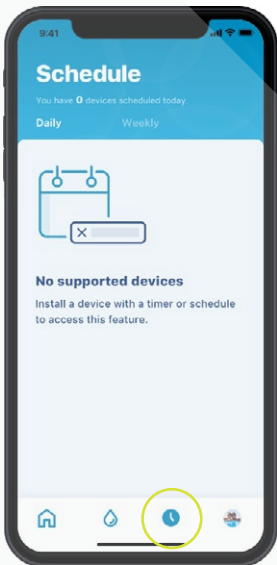 9:41
Schedule
You have 0 devices scheduled today
Daily Weekly
No supported devices
Install a device with a timer or schedule
to access this feature.